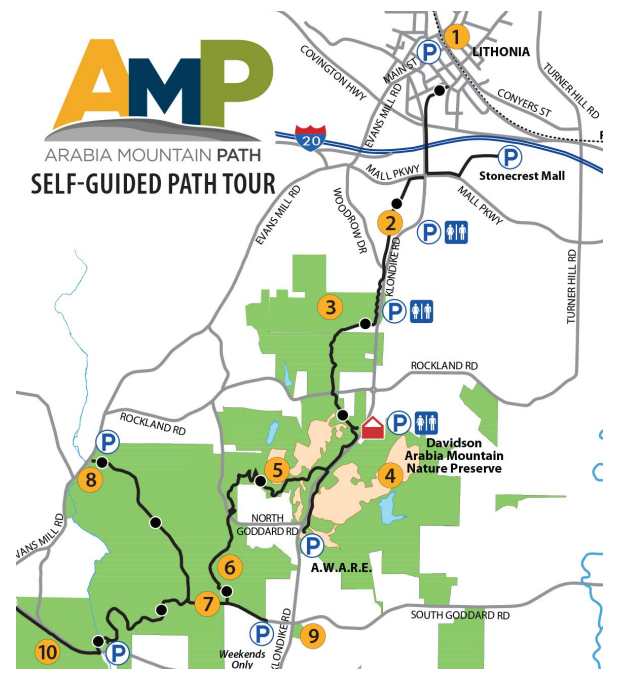 AMP
ARABIA MOUNTAIN PATH
SELF-GUIDED PATH TOUR
1
P
LITHONIA
MAIN ST
COVINGTON HWY
TURNER HILL RD
CONYERS ST
EVANS MILL RD
20
P
Stonecrest Mall
MALL PKWY
MALL PKWY
WOODROW DR
EVANS MILL RD
2
P
KLONDIKE RD
TURNER HILL RD
3
P
ROCKLAND RD
ROCKLAND RD
P
Davidson
Arabia Mountain
Nature Preserve
P
8
5
4
NORTH
GODDARD RD
VANS MILL RD
P
A.W.A.R.E.
6
7
SOUTH GODDARD RD
P
Weekends
Only
KLONDIKE RD
9
10
P